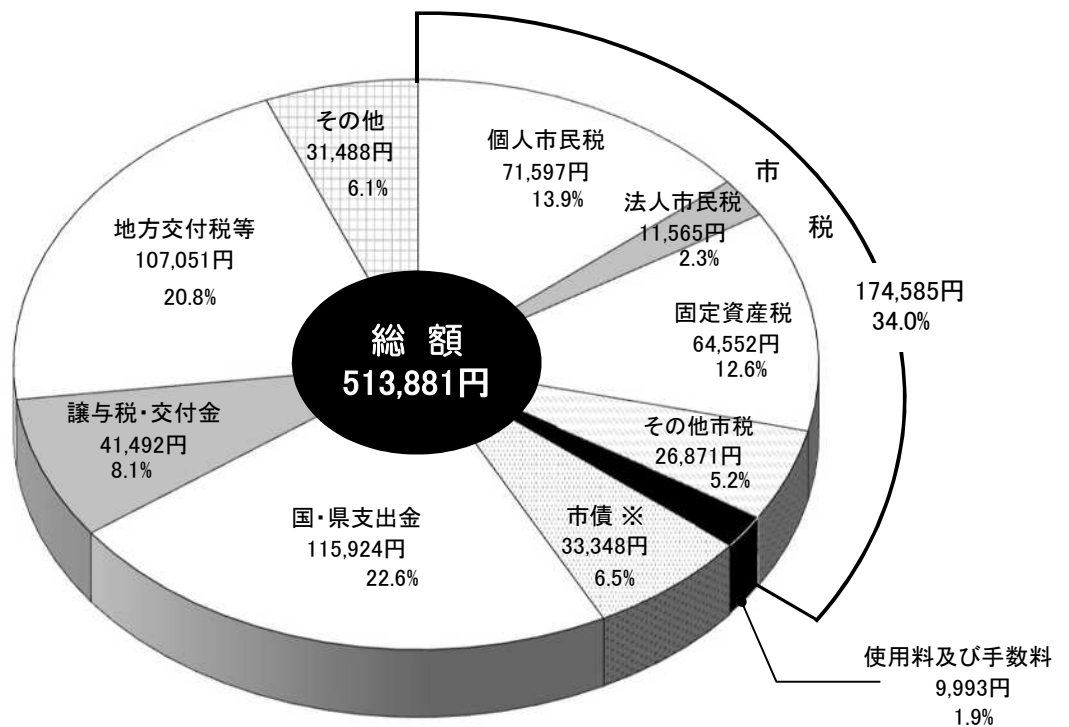 個人市民税
71,597円
13.9%
法人市民税
11,565円
2.3%
固定資産税
64,552円
12.6%
その他市税
26,871円
5.2%
市税
174,585円
34.0%
使用料及び手数料
9,993円
1.9%
市債 ※
33,348円
6.5%
国・県支出金
115,924円
22.6%
譲与税・交付金
41,492円
8.1%
地方交付税等
107,051円
20.8%
その他
31,488円
6.1%
総 額
513,881円